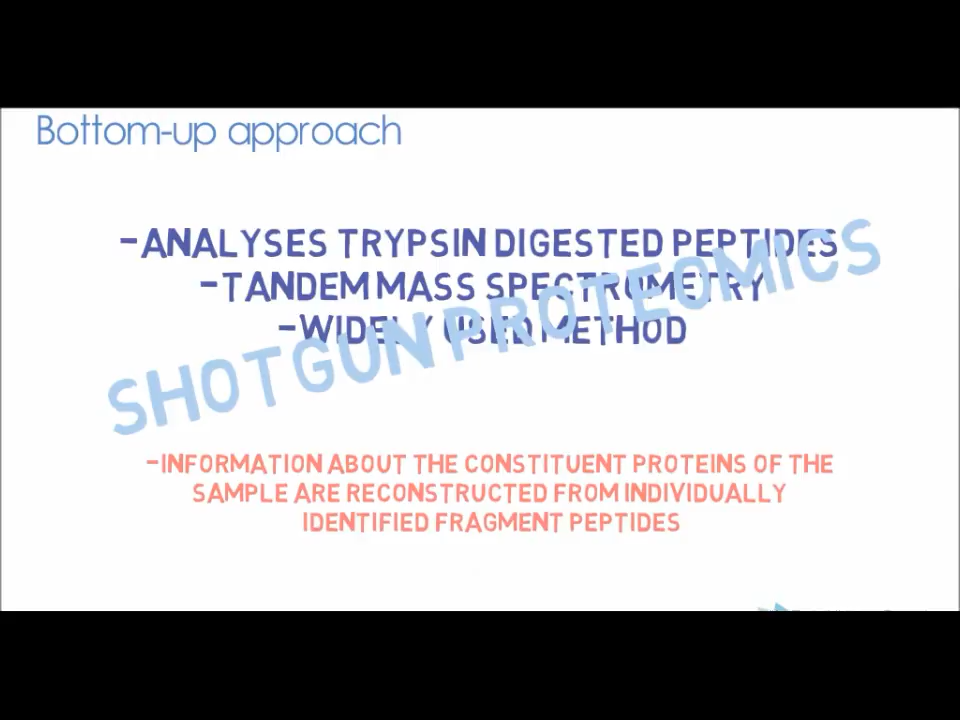 Bottom-up approach
-ANALYSES TRYPSIN DIGESTED PEPTIDES
-TANDEM MASS SPECTROMETRY
-WIDELY USED METHOD
SHOTGUN PROTEOMICS
-INFORMATION ABOUT THE CONSTITUENT PROTEINS OF THE
SAMPLE ARE RECONSTRUCTED FROM INDIVIDUALLY
IDENTIFIED FRAGMENT PEPTIDES